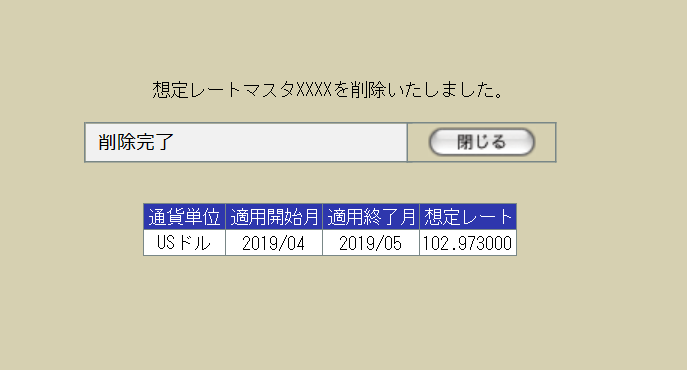 想定レートマスタXXXXを削除いたしました。
削除完了 閉じる
通貨単位 適用開始月 適用終了月 想定レート
USドル 2019/04 2019/05 102.973000